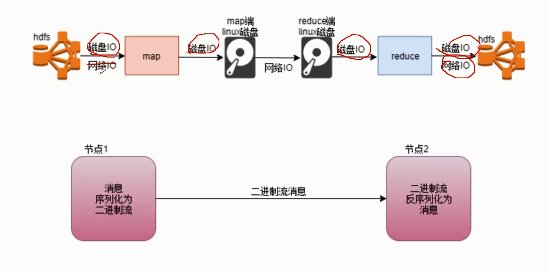 hdfs
磁盘IO
网络IO
map
磁盘IO
map端
linux磁盘
网络IO
reduce端
linux磁盘
磁盘IO
reduce
磁盘IO
网络IO
hdfs
节点1
消息
序列化为
二进制流
二进制流消息
节点2
二进制流
反序列化为
消息